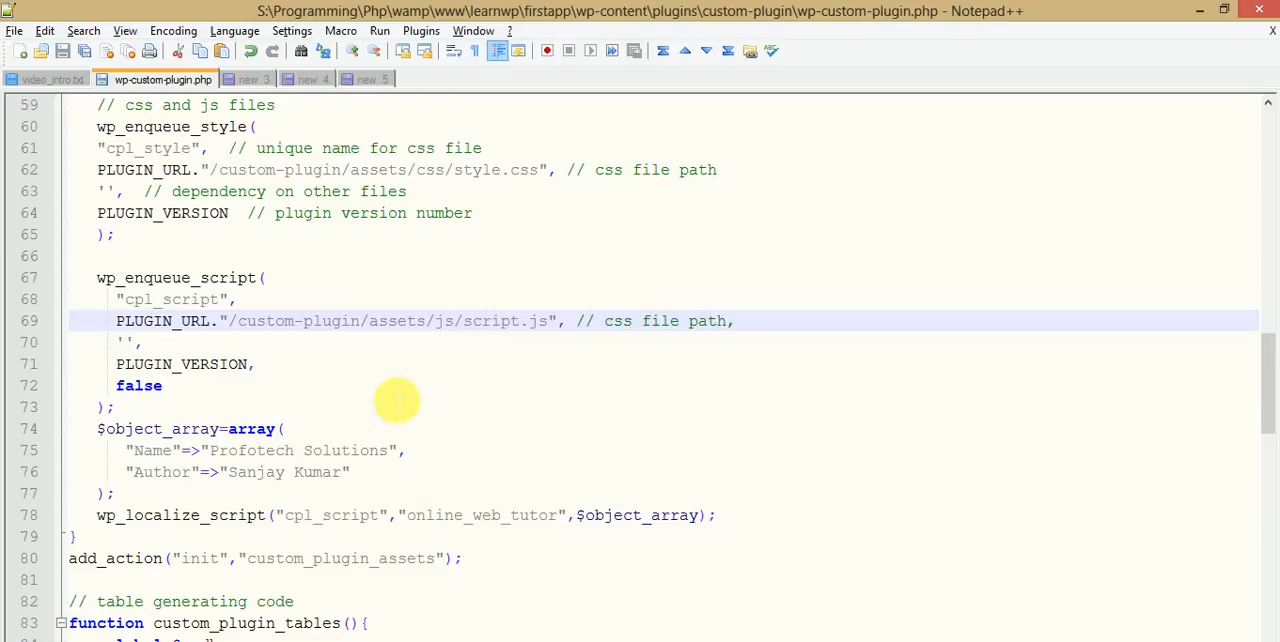 S:\Programming\Php\wamp\www\learnwp\firstapp\wp-content\plugins\custom-plugin\wp-custom-plugin.php - Notepad++
File Edit Search View Encoding Language Settings Macro Run Plugins Window ? X
video_intro.txt wp-custom-plugin.php new 3 new 4 new 5
59 // css and js files
60 wp_enqueue_style(
61 "cpl_style", // unique name for css file
62 PLUGIN_URL."/custom-plugin/assets/css/style.css", // css file path
63 '', // dependency on other files
64 PLUGIN_VERSION // plugin version number
65 );
66
67 wp_enqueue_script(
68 "cpl_script",
69 PLUGIN_URL."/custom-plugin/assets/js/script.js", // css file path,
70 '',
71 PLUGIN_VERSION,
72 false
73 );
74 $object_array=array(
75 "Name"=>"Profotech Solutions",
76 "Author"=>"Sanjay Kumar"
77 );
78 wp_localize_script("cpl_script","online_web_tutor",$object_array);
79 }
80 add_action("init","custom_plugin_assets");
81
82 // table generating code
83 function custom_plugin_tables(){